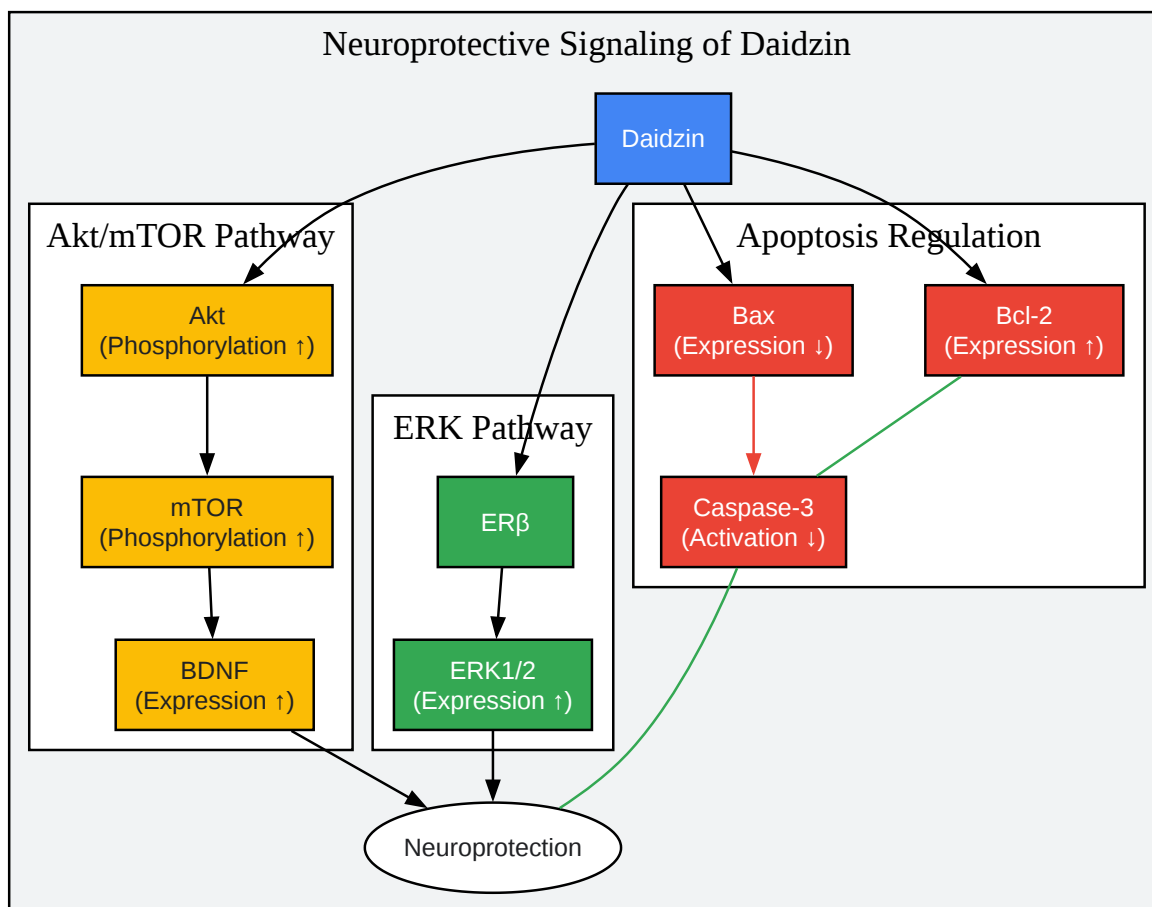 Neuroprotective Signaling of Daidzin
Daidzin
Akt/mTOR Pathway
Akt
(Phosphorylation ↑)
mTOR
(Phosphorylation ↑)
BDNF
(Expression ↑)
ERK Pathway
ERβ
ERK1/2
(Expression ↑)
Apoptosis Regulation
Bax
(Expression ↓)
Bcl-2
(Expression ↑)
Caspase-3
(Activation ↓)
Neuroprotection